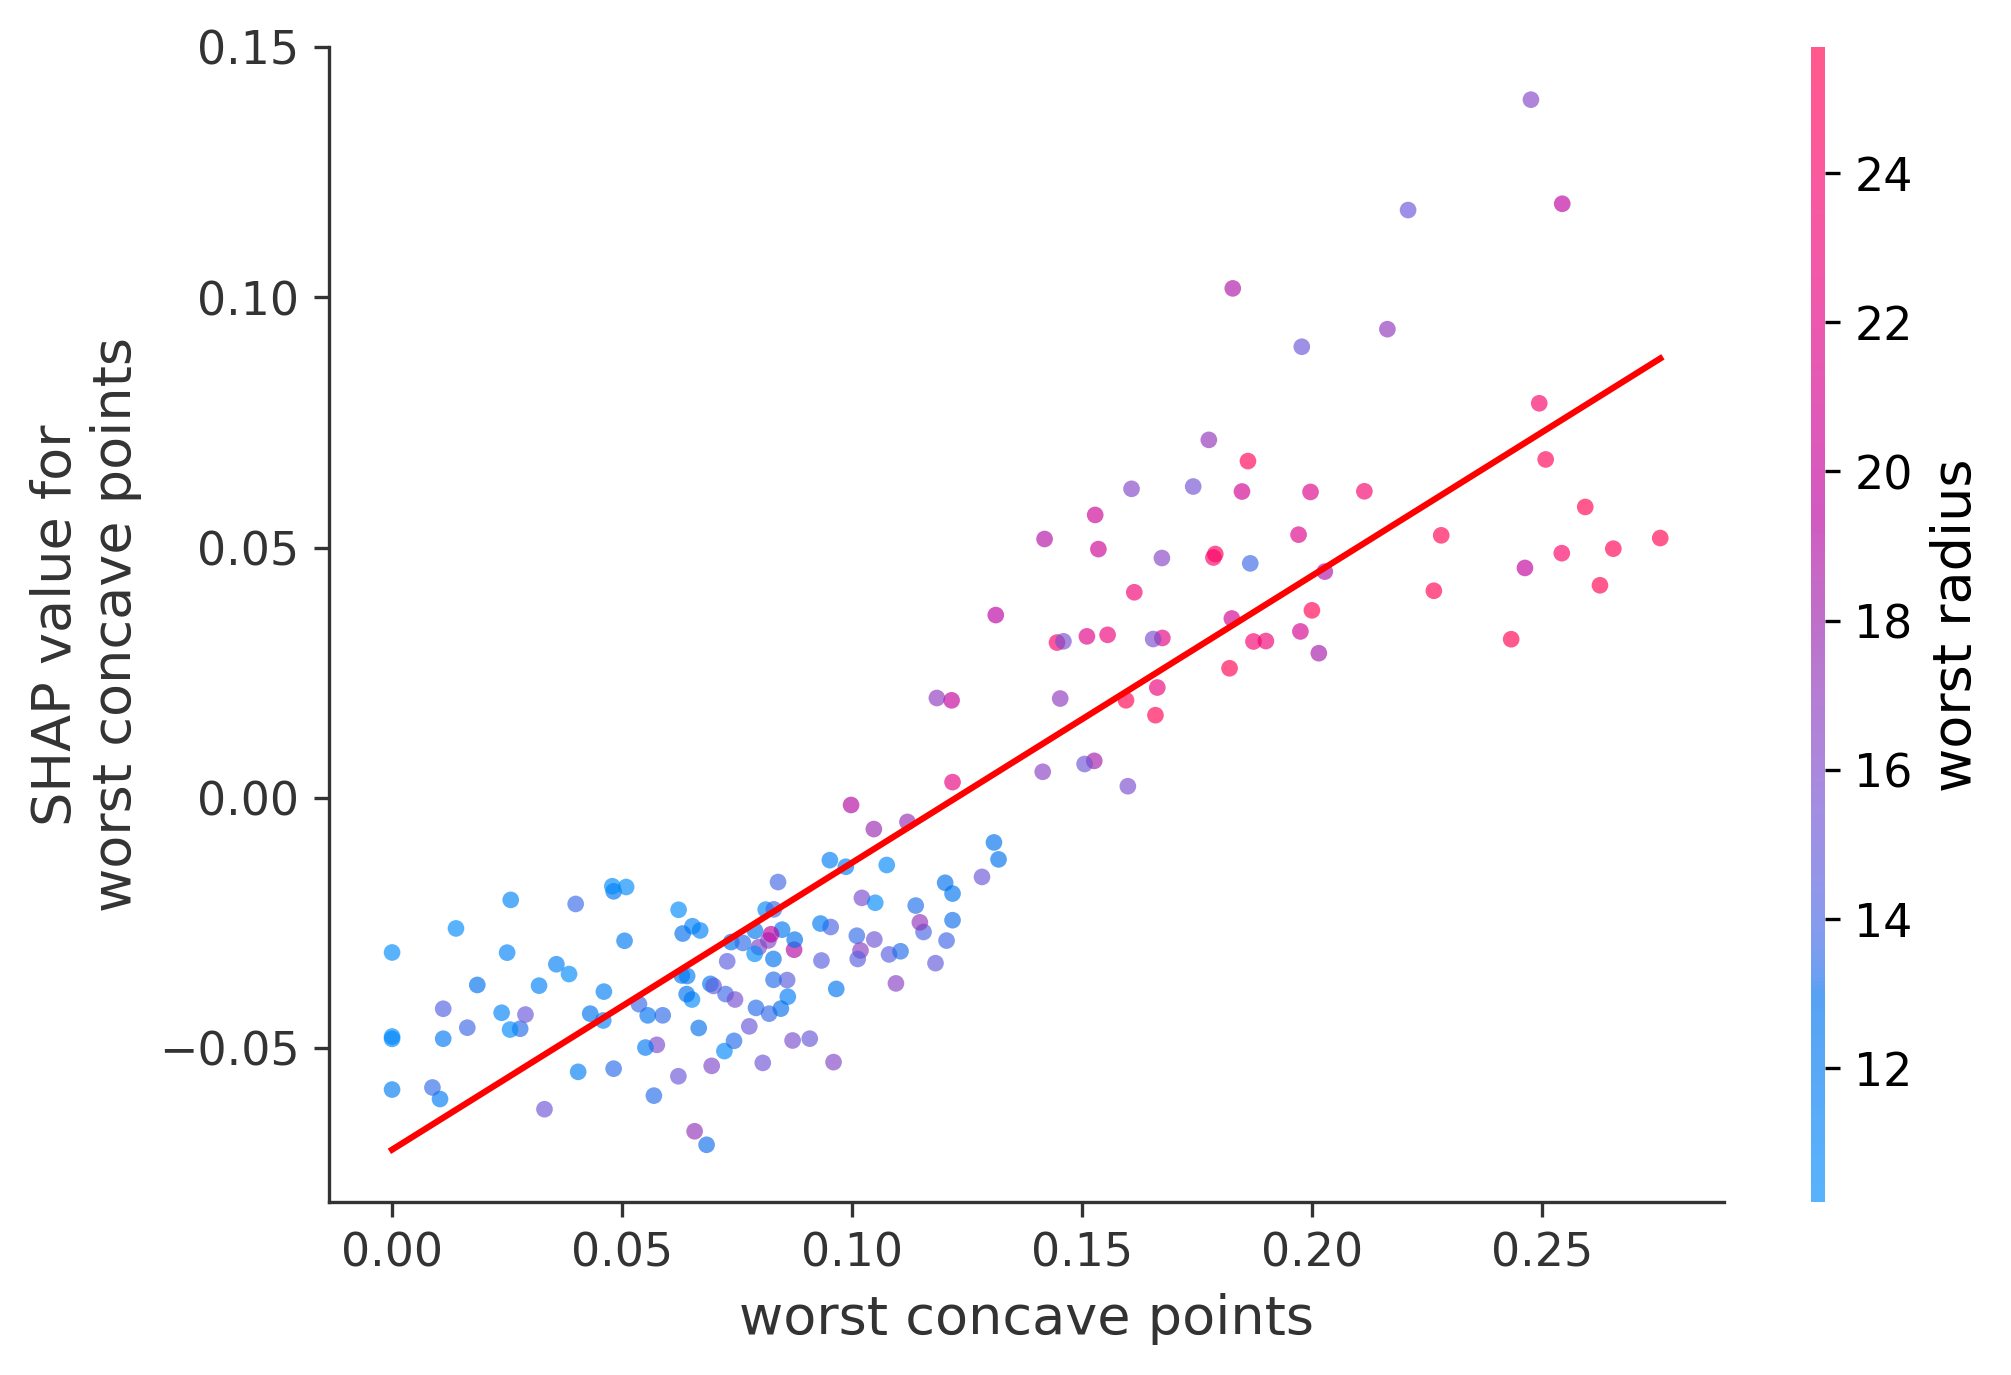 0.15
0.10
0.05
0.00
−0.05
SHAP value for
worst concave points
0.00 0.05 0.10 0.15 0.20 0.25
worst concave points
24
22
20
18
16
14
12
worst radius